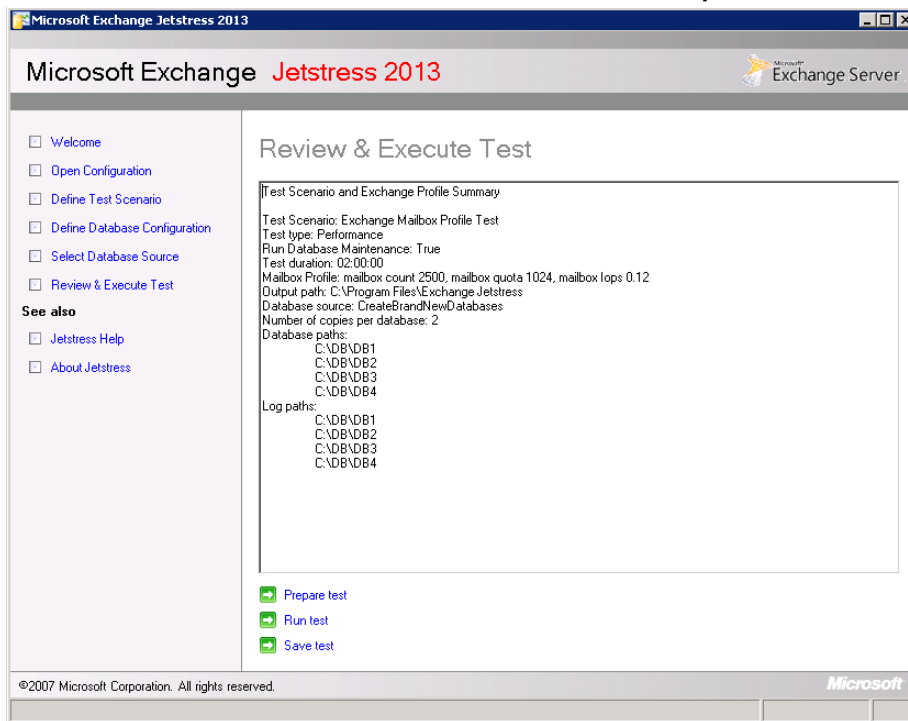 Microsoft Exchange Jetstress 2013
Microsoft Exchange Jetstress 2013
Microsoft
Exchange Server
Welcome
Open Configuration
Define Test Scenario
Define Database Configuration
Select Database Source
Review & Execute Test
See also
Jetstress Help
About Jetstress
Review & Execute Test
Test Scenario and Exchange Profile Summary
Test Scenario: Exchange Mailbox Profile Test
Test type: Performance
Run Database Maintenance: True
Test duration: 02:00:00
Mailbox Profile: mailbox count 2500, mailbox quota 1024, mailbox Iops 0.12
Output path: C:\Program Files\Exchange Jetstress
Database source: CreateBrandNewDatabases
Number of copies per database: 2
Database paths:
C:\DB\DB1
C:\DB\DB2
C:\DB\DB3
C:\DB\DB4
Log paths:
C:\DB\DB1
C:\DB\DB2
C:\DB\DB3
C:\DB\DB4
Prepare test
Run test
Save test
©2007 Microsoft Corporation. All rights reserved.
Microsoft